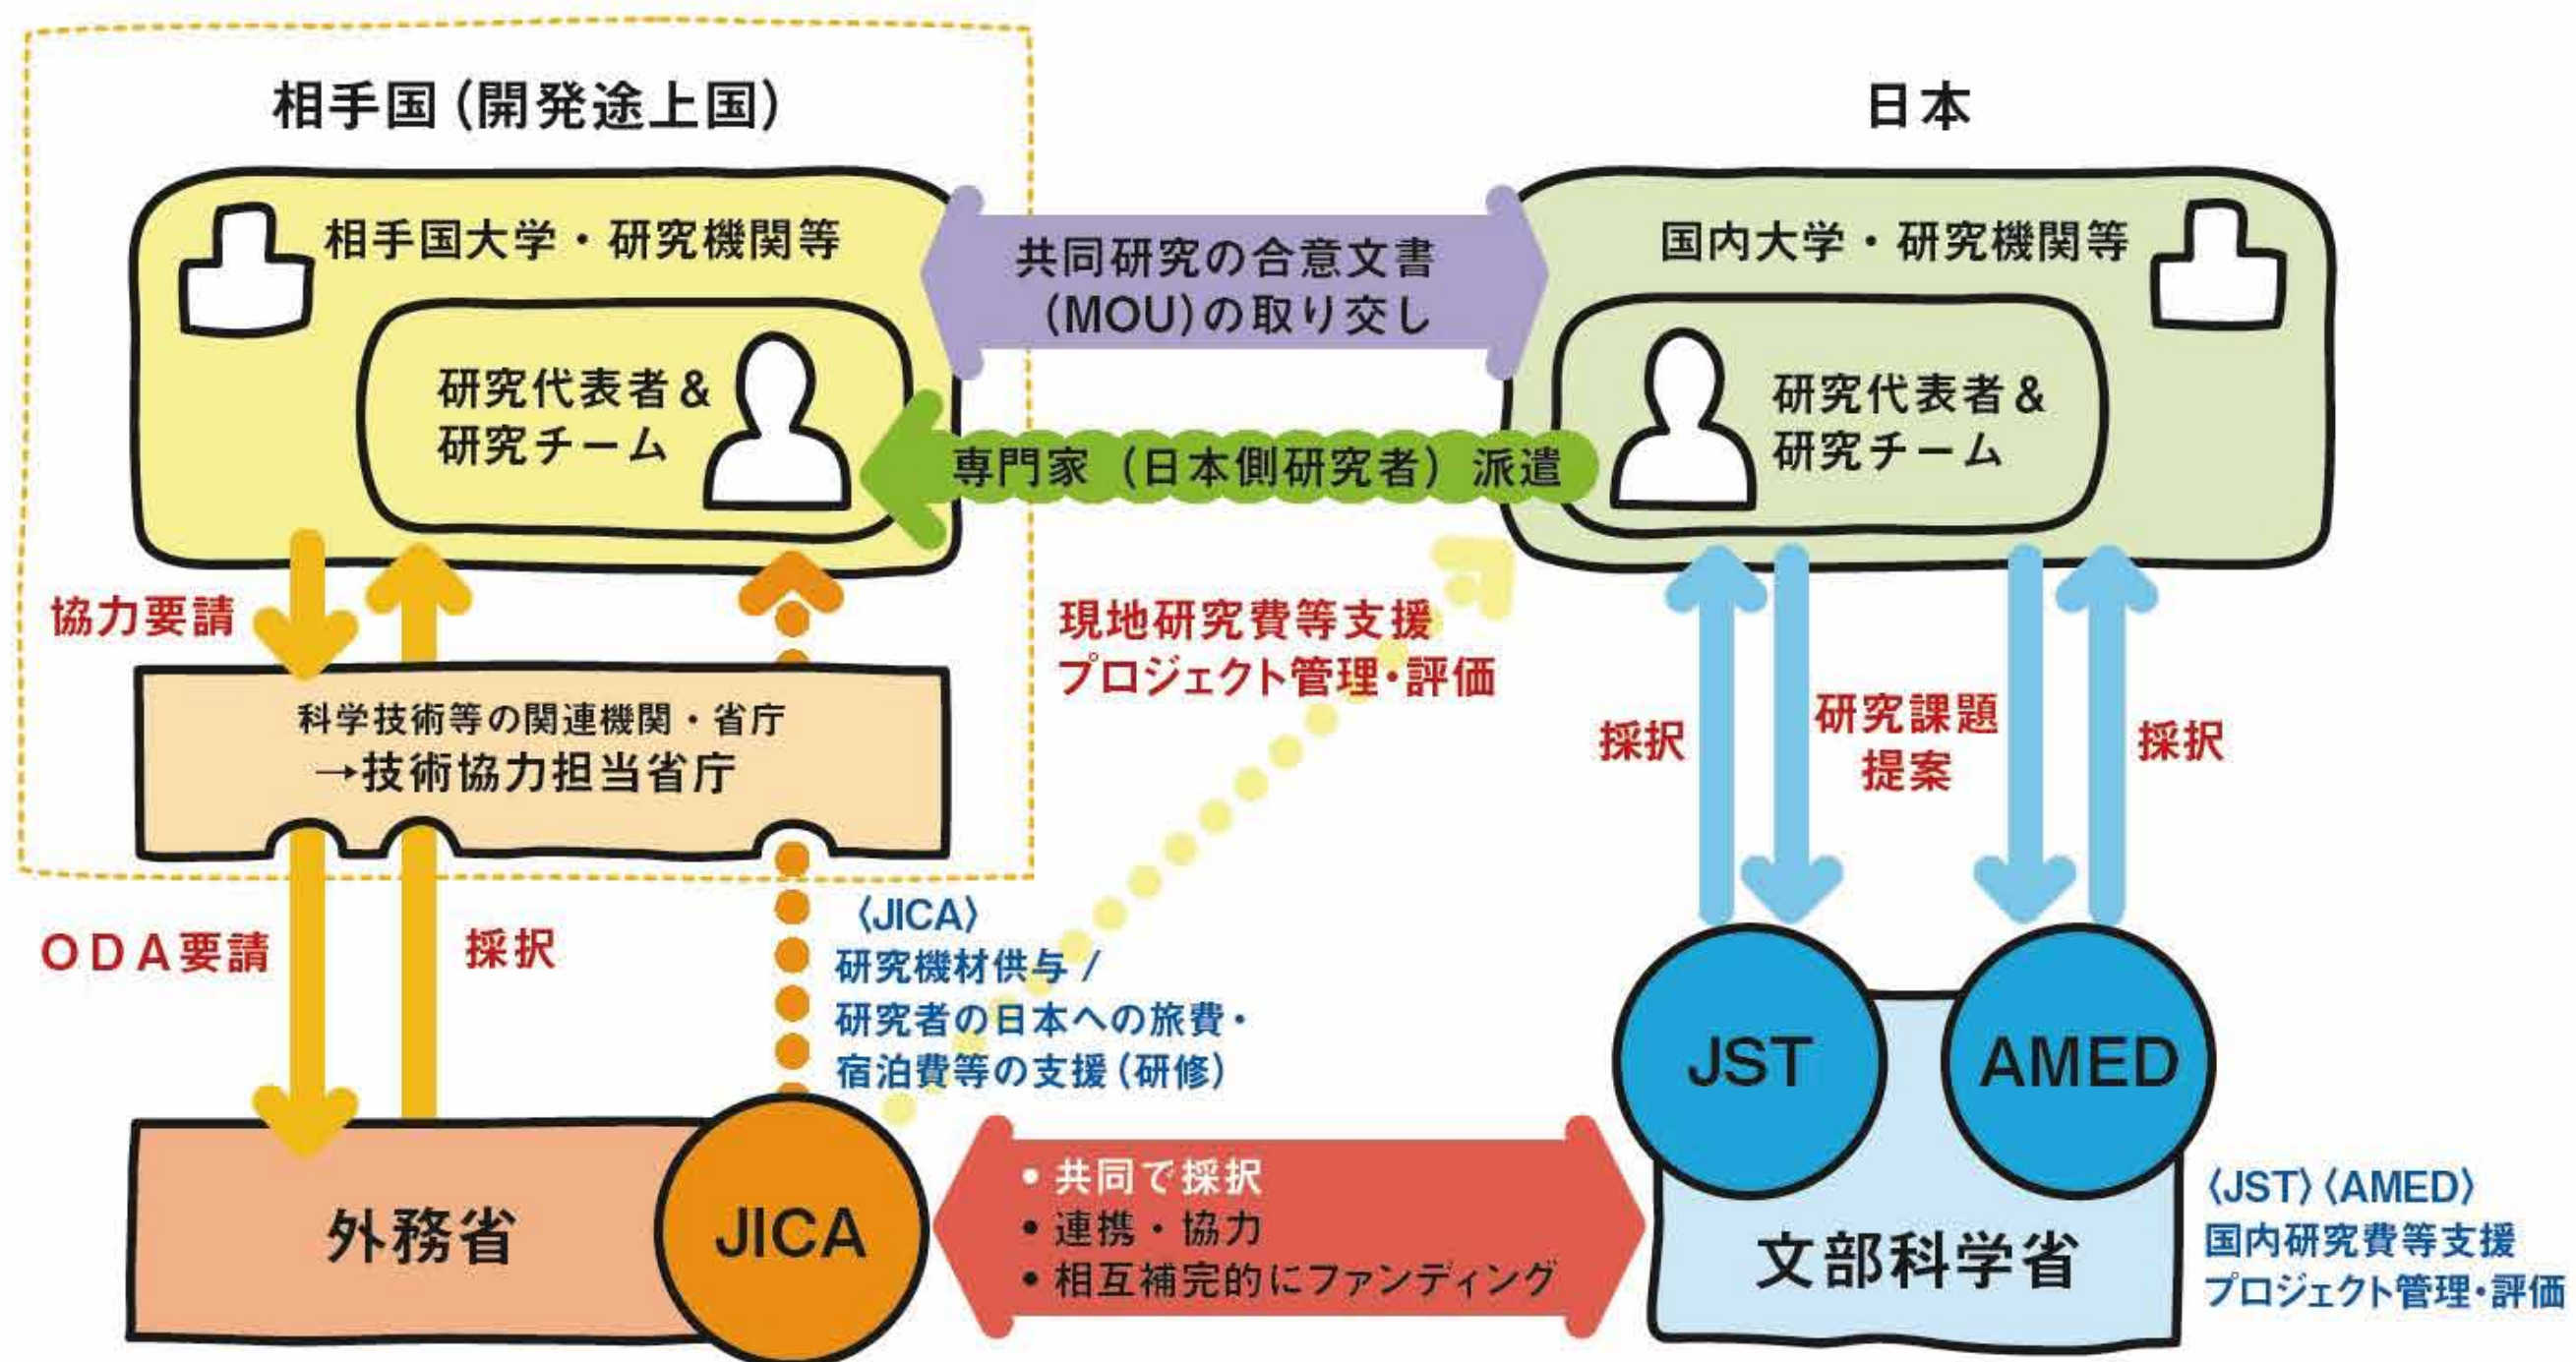 相手国(開発途上国)
日本
相手国大学・研究機関等
研究代表者&
研究チーム
共同研究の合意文書
(MOU)の取り交し
専門家（日本側研究者）派遣
国内大学・研究機関等
研究代表者&
研究チーム
協力要請
科学技術等の関連機関・省庁
→技術協力担当省庁
現地研究費等支援
プロジェクト管理・評価
採択
研究課題
提案
採択
ODA要請
採択
〈JICA〉
研究機材供与 /
研究者の日本への旅費・
宿泊費等の支援(研修)
外務省
JICA
• 共同で採択
• 連携・協力
• 相互補完的にファンディング
JST
AMED
文部科学省
〈JST〉〈AMED〉
国内研究費等支援
プロジェクト管理・評価